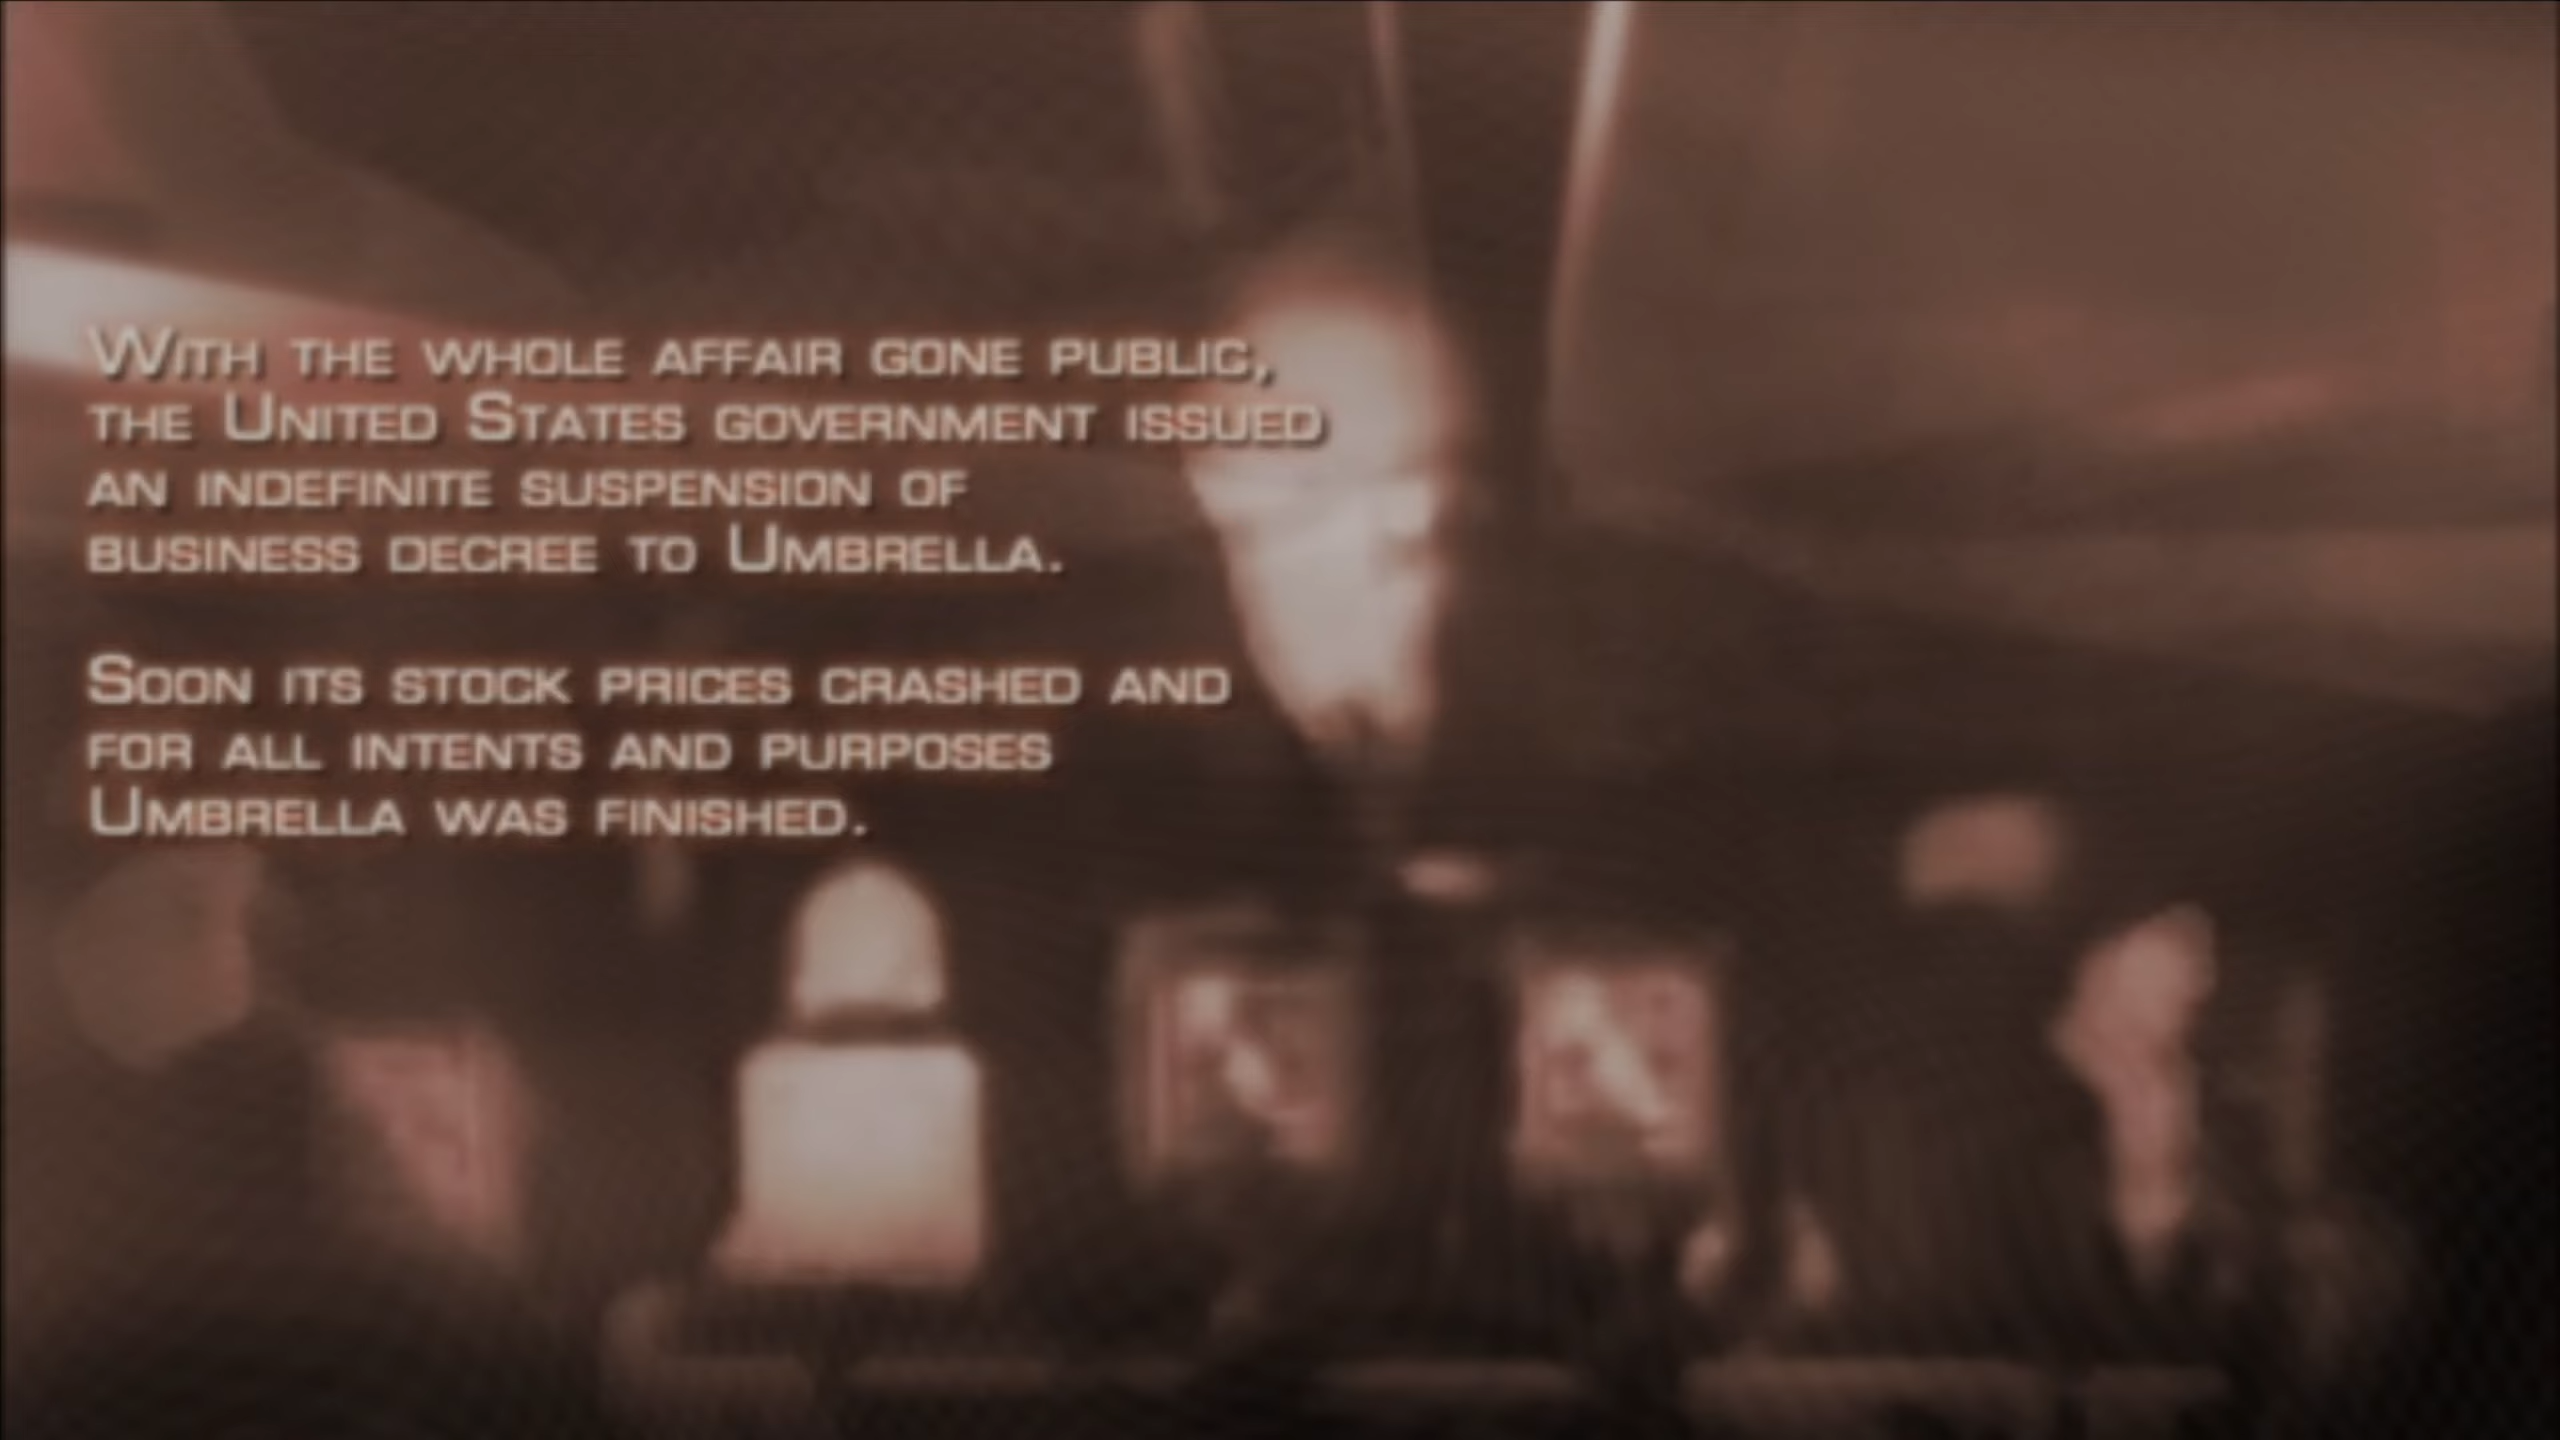 With the whole affair gone public,
the United States government issued
an indefinite suspension of
business decree to Umbrella.
Soon its stock prices crashed and
for all intents and purposes
Umbrella was finished.